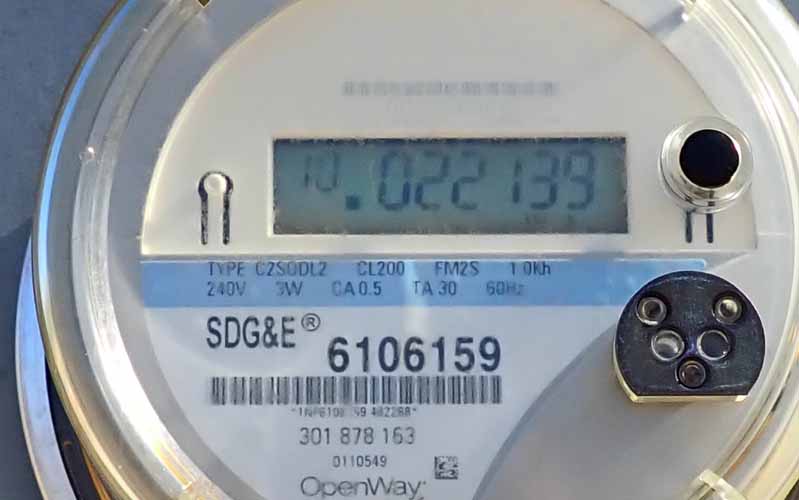 10 022139
TYPE C2SODL2 CL200 FM2S 1.0Kh
240V 3W CA 0.5 TA 30 60Hz
SDG&E®
6106159
301 878 163
0110549
OpenWay